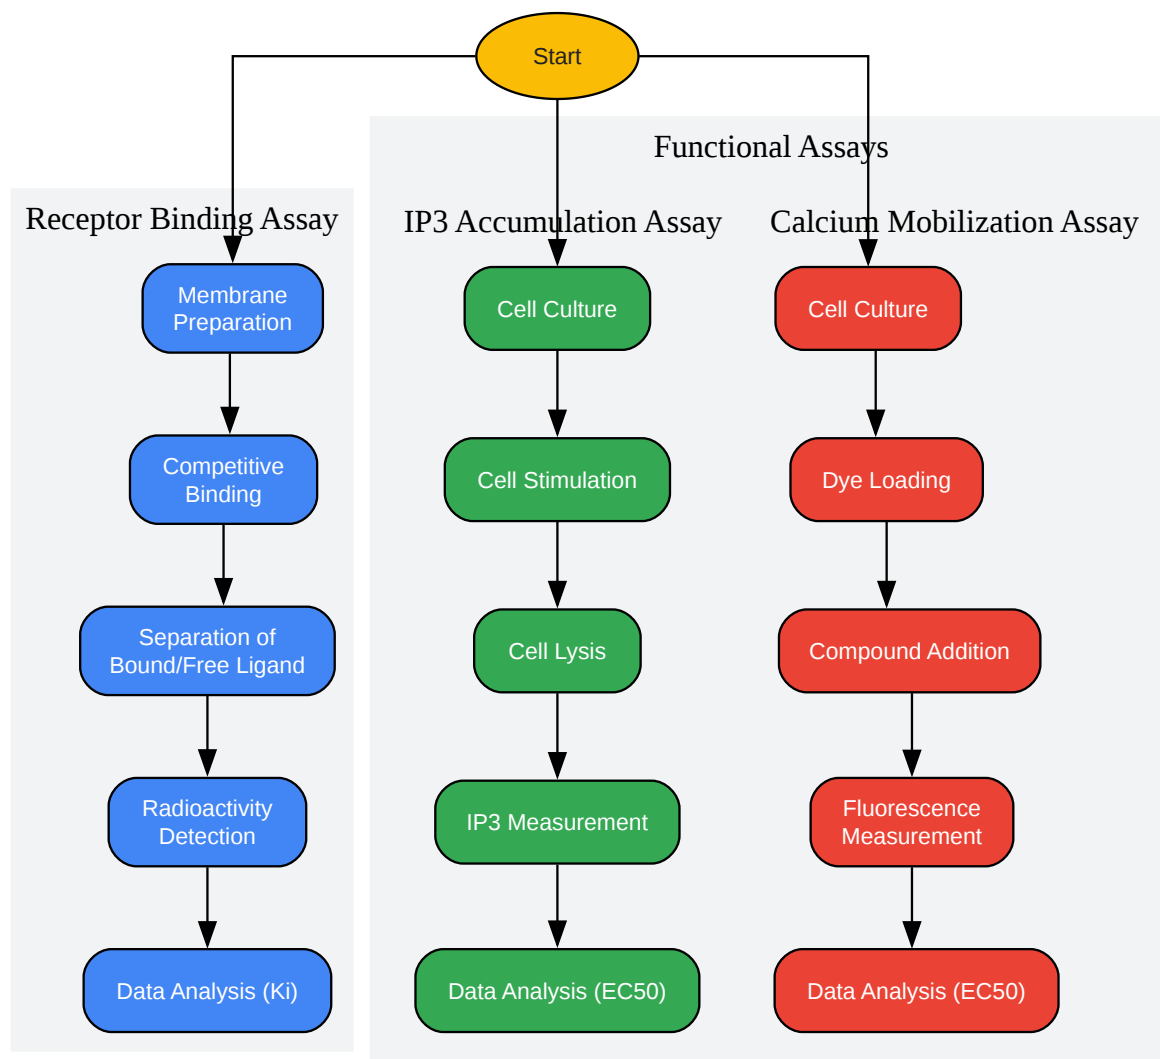 Start
Functional Assays
Receptor Binding Assay
IP3 Accumulation Assay
Calcium Mobilization Assay
Membrane
Preparation
Cell Culture
Cell Culture
Competitive
Binding
Cell Stimulation
Dye Loading
Separation of
Bound/Free Ligand
Cell Lysis
Compound Addition
Radioactivity
Detection
IP3 Measurement
Fluorescence
Measurement
Data Analysis (Ki)
Data Analysis (EC50)
Data Analysis (EC50)